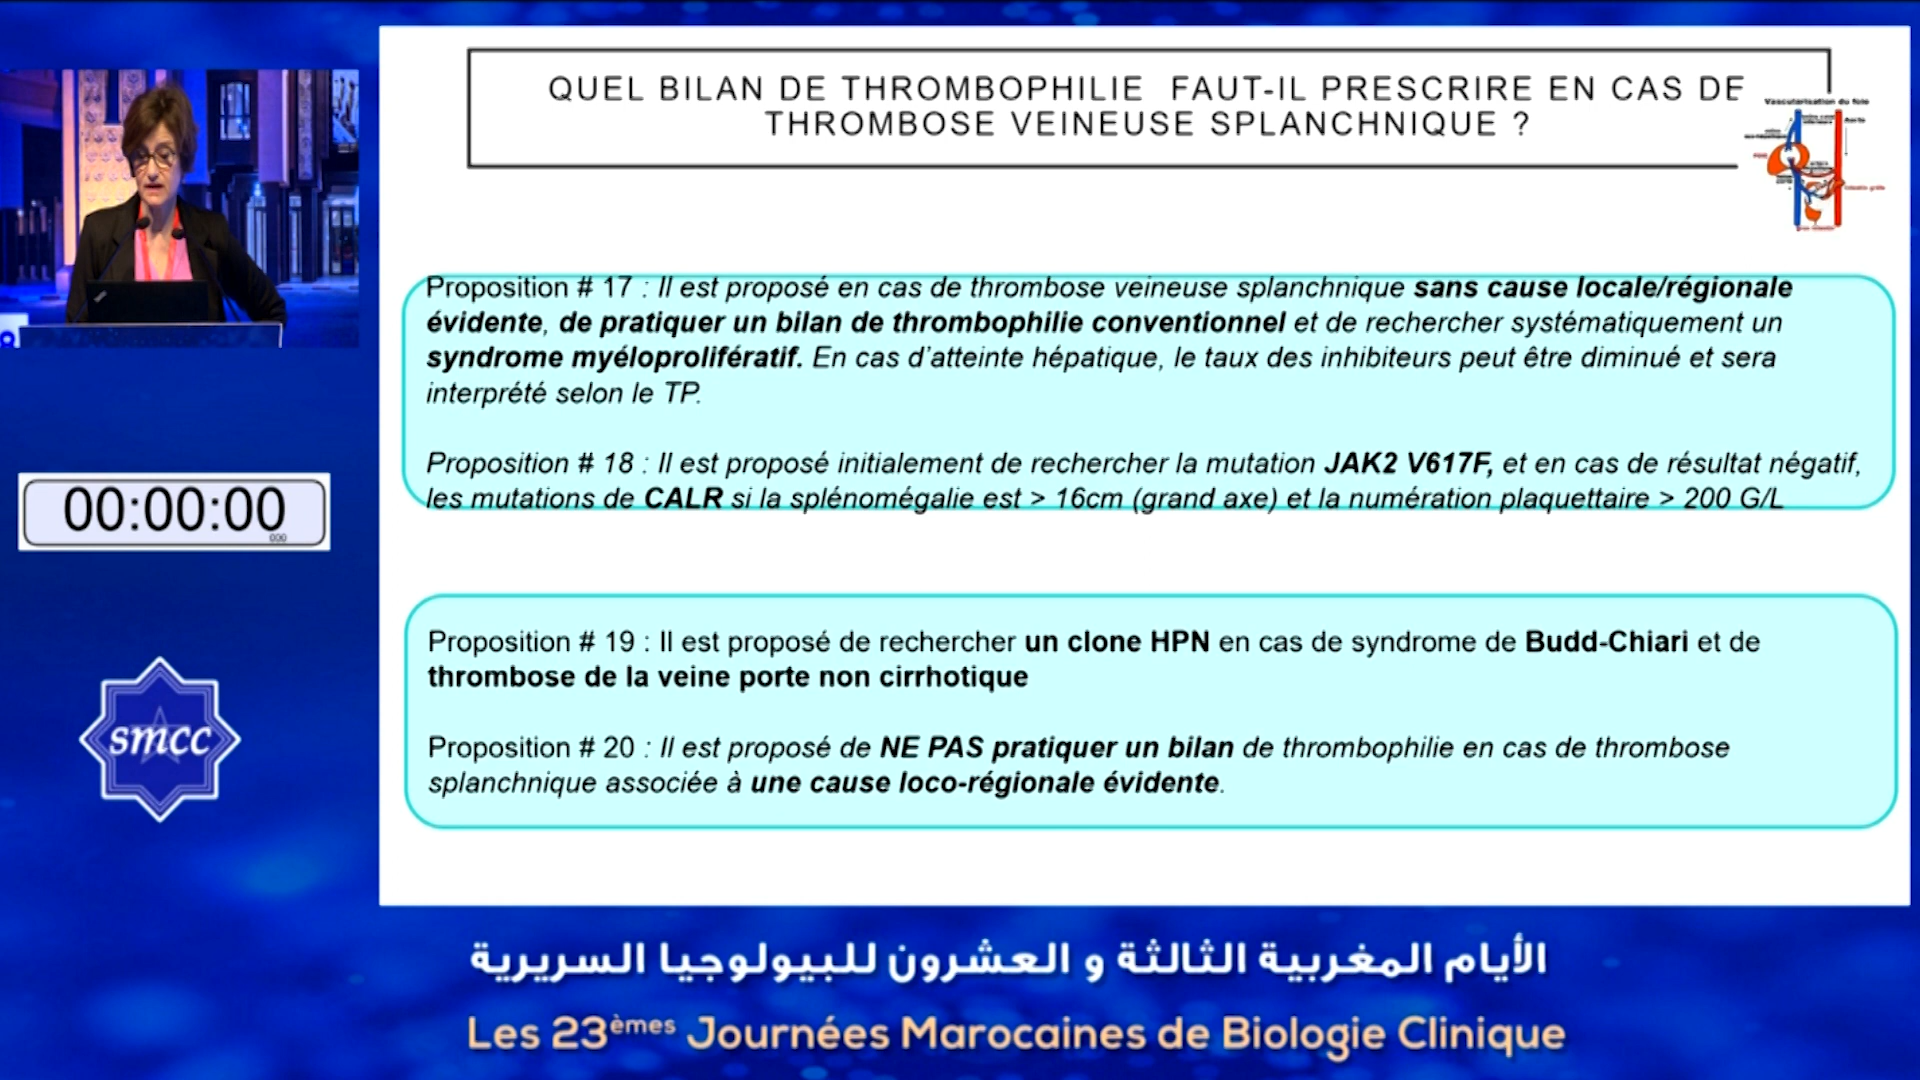 QUEL BILAN DE THROMBOPHILIE FAUT-IL PRESCRIRE EN CAS DE
THROMBOSE VEINEUSE SPLANCHNIQUE ?
Vascularisation du foie
Proposition # 17 : Il est proposé en cas de thrombose veineuse splanchnique sans cause locale/régionale
évidente, de pratiquer un bilan de thrombophilie conventionnel et de rechercher systématiquement un
syndrome myéloprolifératif. En cas d’atteinte hépatique, le taux des inhibiteurs peut être diminué et sera
interprété selon le TP.
Proposition # 18 : Il est proposé initialement de rechercher la mutation JAK2 V617F, et en cas de résultat négatif,
les mutations de CALR si la splénomégalie est > 16cm (grand axe) et la numération plaquettaire > 200 G/L
Proposition # 19 : Il est proposé de rechercher un clone HPN en cas de syndrome de Budd-Chiari et de
thrombose de la veine porte non cirrhotique
Proposition # 20 : Il est proposé de NE PAS pratiquer un bilan de thrombophilie en cas de thrombose
splanchnique associée à une cause loco-régionale évidente.
00:00:00
000
smcc
الأيام المغربية الثالثة و العشرون للبيولوجيا السريرية
Les 23èmes Journées Marocaines de Biologie Clinique